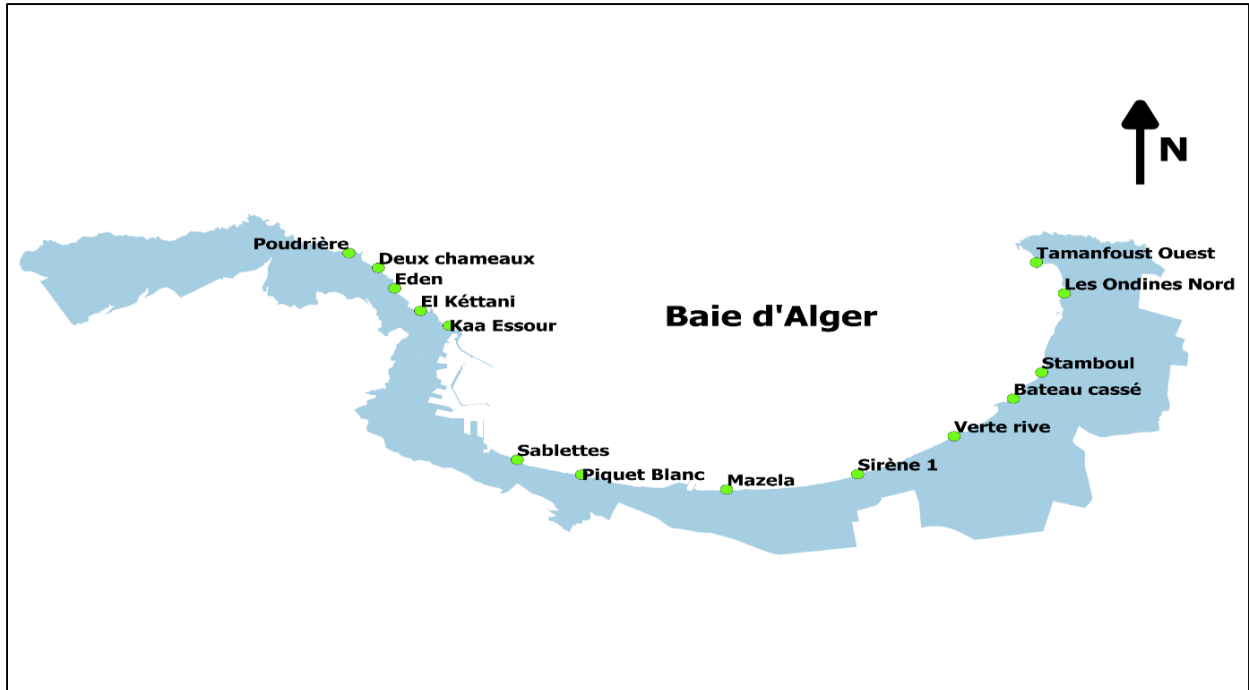 N
Poudrière
Deux chameaux
Eden
El Kéttani
Kaa Essour
Baie d'Alger
Tamanfoust Ouest
Les Ondines Nord
Stamboul
Bateau cassé
Verte rive
Sirène 1
Mazela
Piquet Blanc
Sablettes